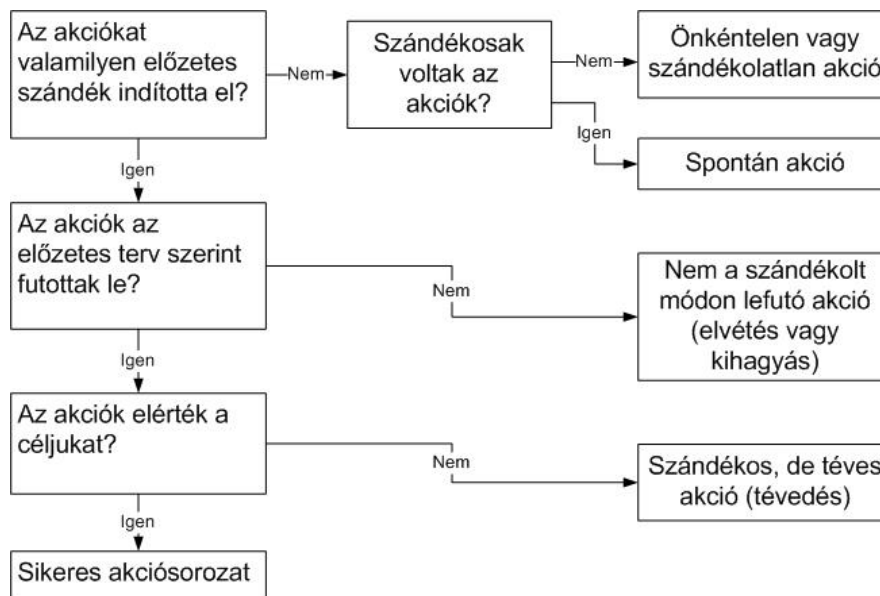 Az akciókat
valamilyen előzetes
szándék indította el?
Nem
Szándékosak
voltak az
akciók?
Nem
Önkéntelen vagy
szándékolatlan akció
Igen
Spontán akció
Igen
Az akciók az
előzetes terv szerint
futottak le?
Nem
Nem a szándékolt
módon lefutó akció
(elvétés vagy
kihagyás)
Igen
Az akciók elérték a
céljukat?
Nem
Szándékos, de téves
akció (tévedés)
Igen
Sikeres akciósorozat